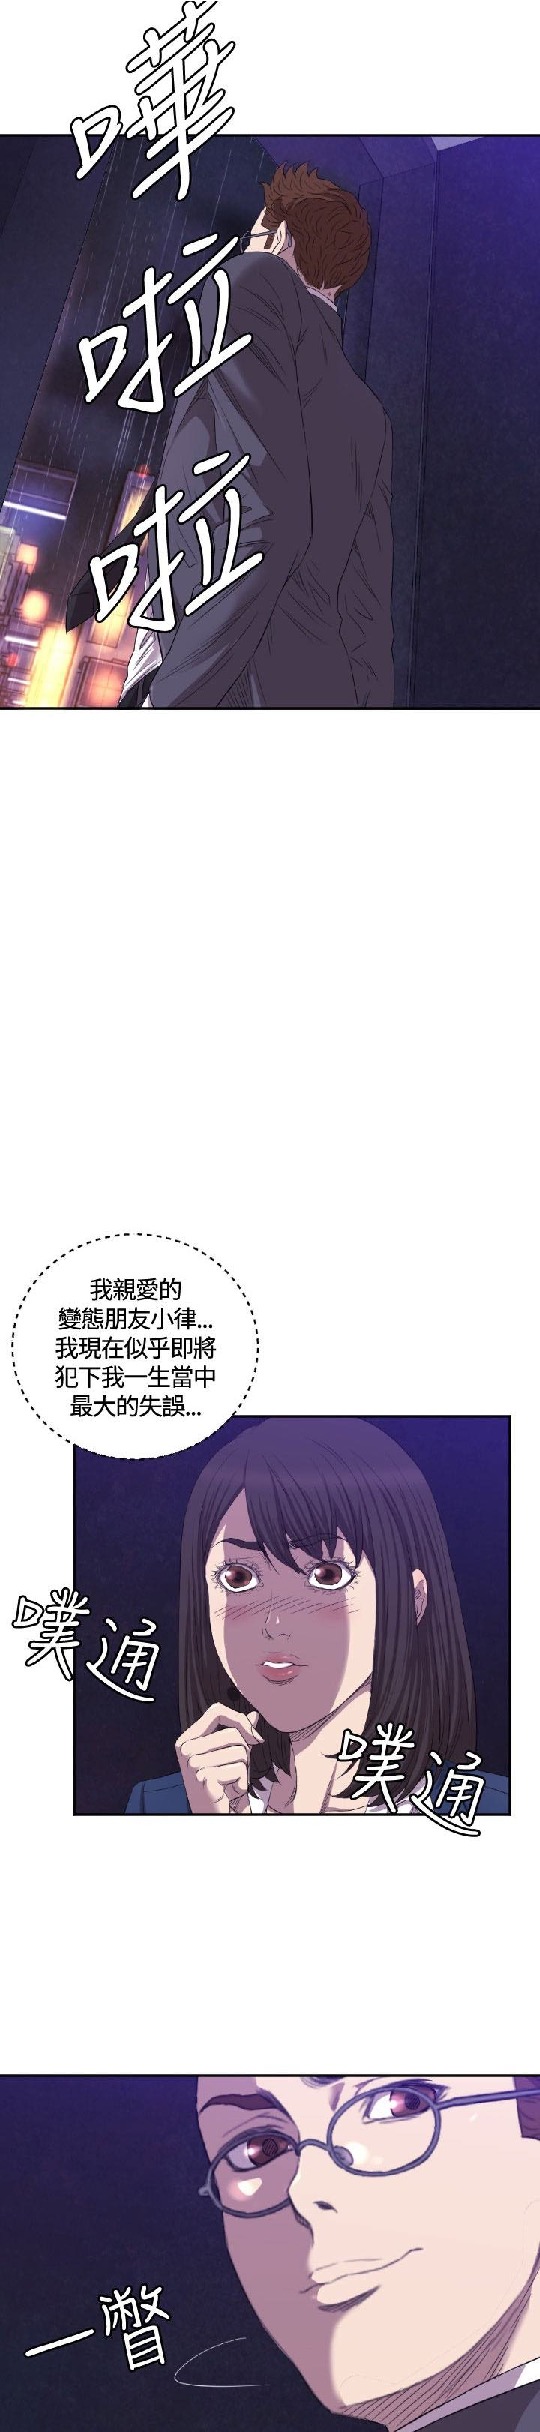 嘩
啦
啦
我親愛的
變態朋友小律...
我現在似乎即將
犯下我一生當中
最大的失誤...
噗通
噗通
一瞥